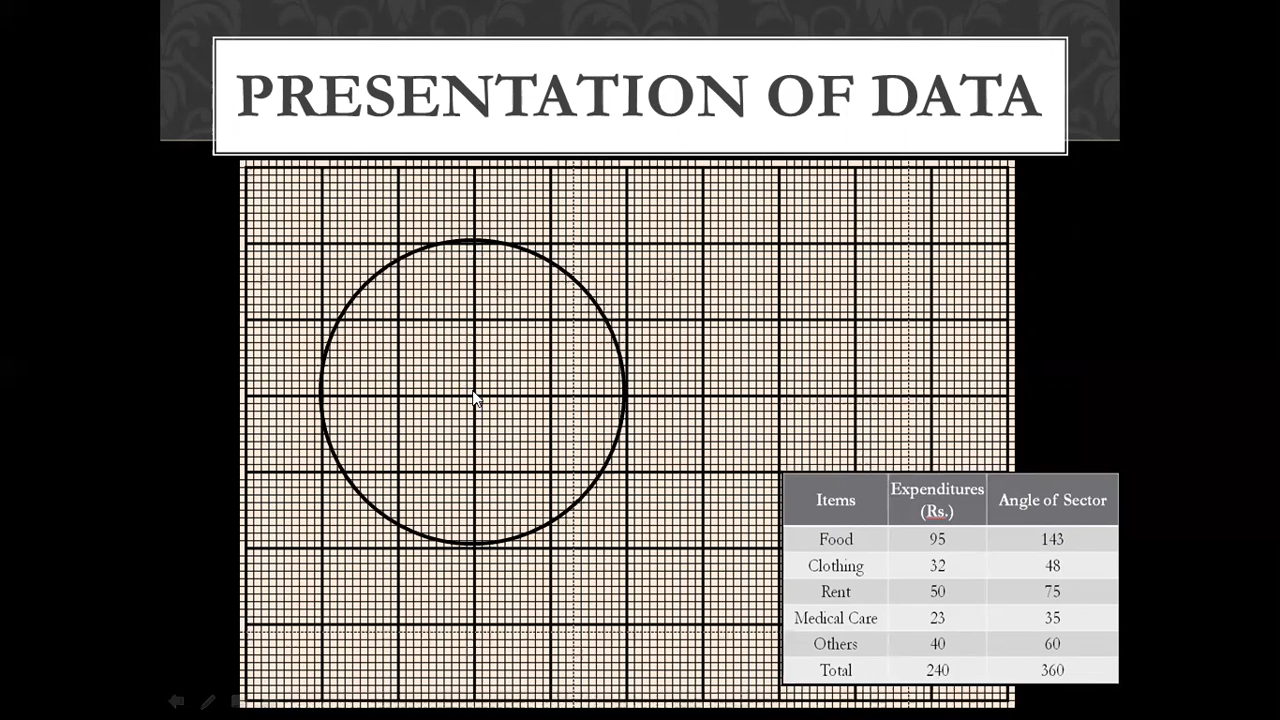 PRESENTATION OF DATA
Items Expenditures (Rs.) Angle of Sector
Food 95 143
Clothing 32 48
Rent 50 75
Medical Care 23 35
Others 40 60
Total 240 360